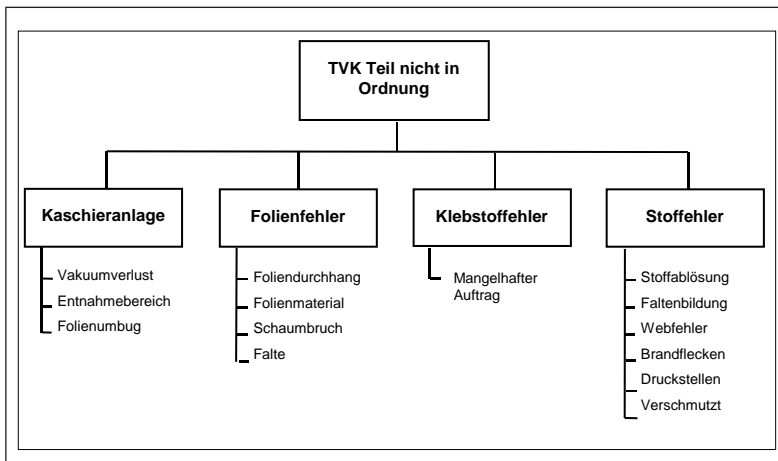 TVK Teil nicht in
Ordnung
Kaschieranlage
Vakuumverlust
Entnahmebereich
Folienumbug
Folienfehler
Foliendurchhang
Folienmaterial
Schaumbruch
Falte
Klebstoffehler
Mangelhafter
Auftrag
Stoffehler
Stoffablösung
Faltenbildung
Webfehler
Brandflecken
Druckstellen
Verschmutzt